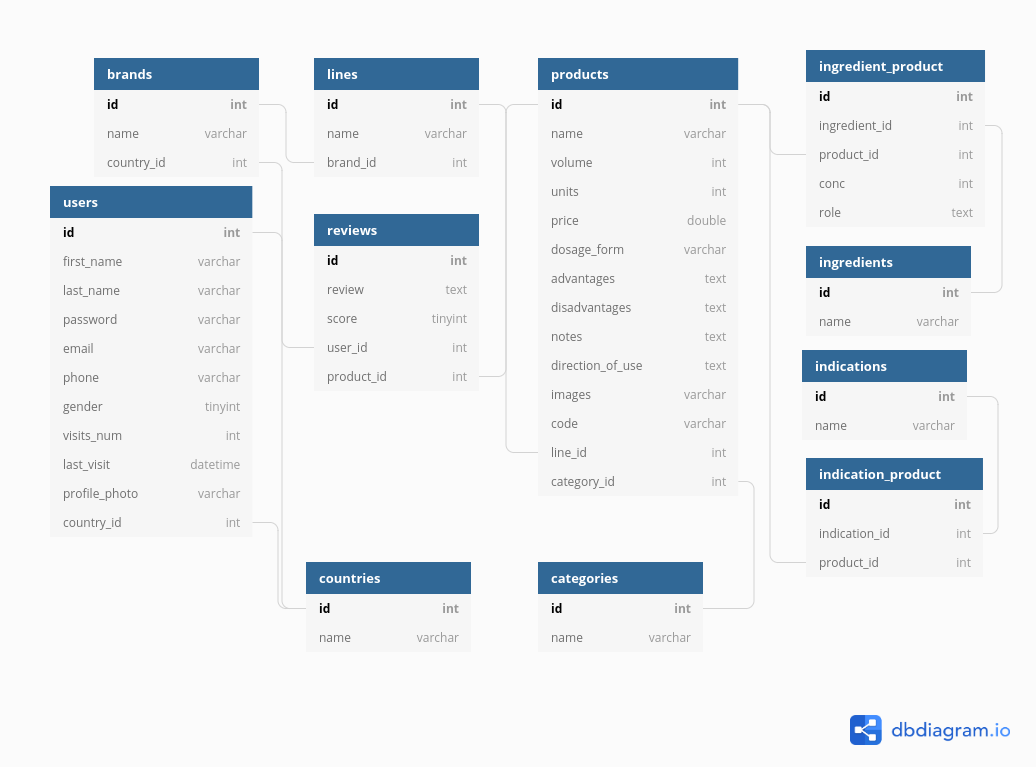 brands
id int
name varchar
country_id int
users
id int
first_name varchar
last_name varchar
password varchar
email varchar
phone varchar
gender tinyint
visits_num int
last_visit datetime
profile_photo varchar
country_id int
lines
id int
name varchar
brand_id int
reviews
id int
review text
score tinyint
user_id int
product_id int
countries
id int
name varchar
products
id int
name varchar
volume int
units int
price double
dosage_form varchar
advantages text
disadvantages text
notes text
direction_of_use text
images varchar
code varchar
line_id int
category_id int
categories
id int
name varchar
ingredient_product
id int
ingredient_id int
product_id int
conc int
role text
ingredients
id int
name varchar
indications
id int
name varchar
indication_product
id int
indication_id int
product_id int
dbdiagram.io